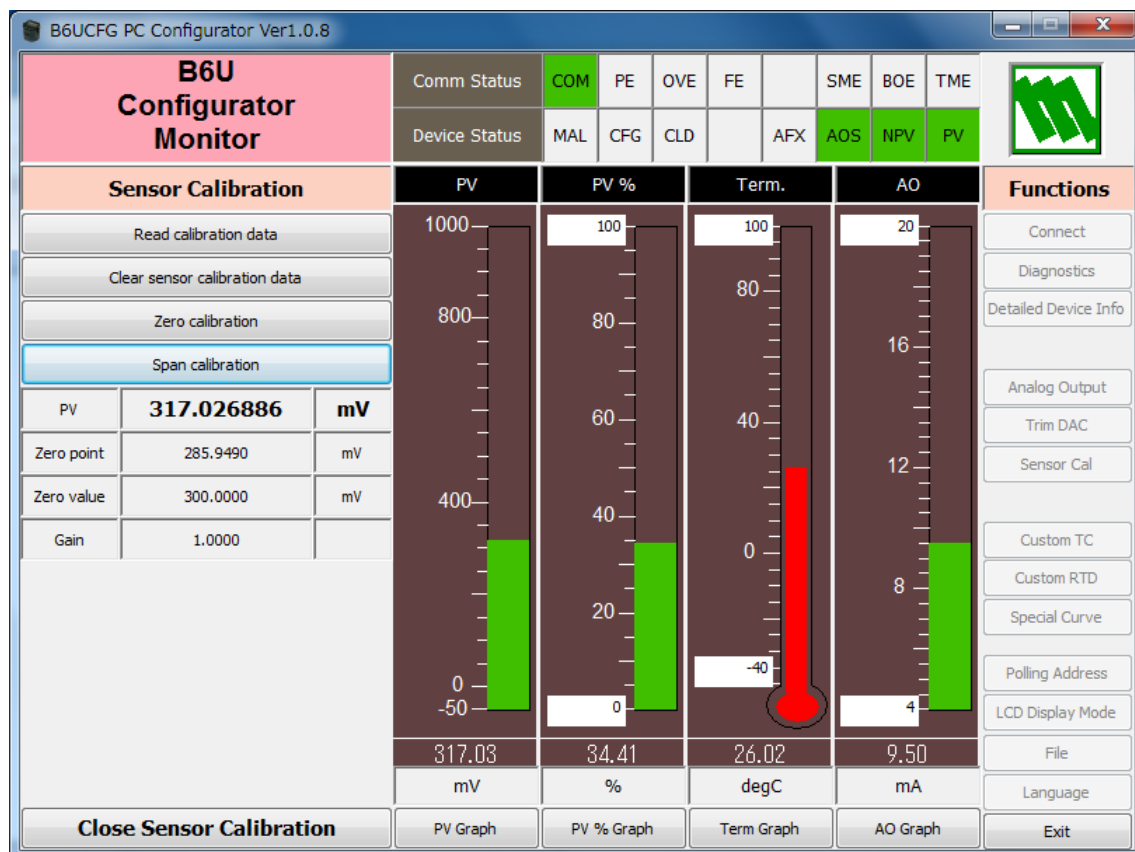 B6UCFG PC Configurator Ver1.0.8
B6U
Configurator
Monitor
Comm Status COM PE OVE FE SME BOE TME
Device Status MAL CFG CLD AFX AOS NPV PV
Sensor Calibration
Read calibration data
Clear sensor calibration data
Zero calibration
Span calibration
PV 317.026886 mV
Zero point 285.9490 mV
Zero value 300.0000 mV
Gain 1.0000
Close Sensor Calibration
PV
1000
800
400
0
-50
317.03
mV
PV Graph
PV %
100
80
60
40
20
0
34.41
%
PV % Graph
Term.
100
80
40
0
-40
26.02
degC
Term Graph
AO
20
16
12
8
4
9.50
mA
AO Graph
Functions
Connect
Diagnostics
Detailed Device Info
Analog Output
Trim DAC
Sensor Cal
Custom TC
Custom RTD
Special Curve
Polling Address
LCD Display Mode
File
Language
Exit